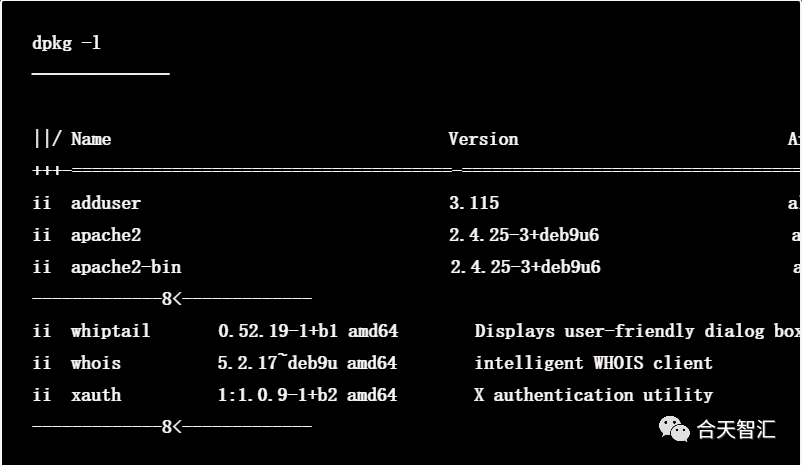 dpkg -l
||/ Name Version
+++-======================================-======================================
ii adduser 3.115
ii apache2 2.4.25-3+deb9u6
ii apache2-bin 2.4.25-3+deb9u6
-------------8<-------------
ii whiptail 0.52.19-1+b1 amd64 Displays user-friendly dialog box
ii whois 5.2.17~deb9u amd64 intelligent WHOIS client
ii xauth 1:1.0.9-1+b2 amd64 X authentication utility
-------------8<-------------
合天智汇